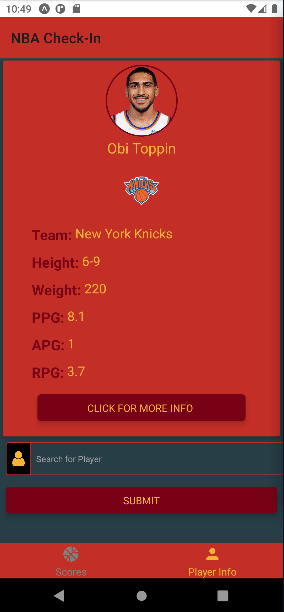 10:49
NBA Check-In
Obi Toppin
Team: New York Knicks
Height: 6-9
Weight: 220
PPG: 8.1
APG: 1
RPG: 3.7
CLICK FOR MORE INFO
Search for Player
SUBMIT
Scores Player Info